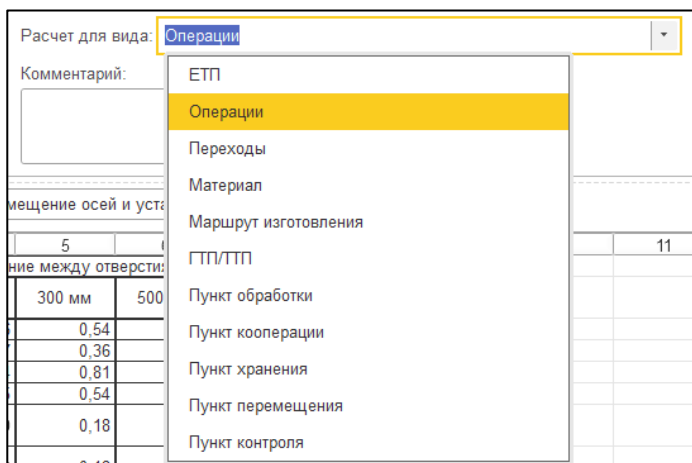 Расчет для вида: Операции
Комментарий:
ЕТП
Операции
Переходы
Материал
Маршрут изготовления
ГТП/ТТП
Пункт обработки
Пункт кооперации
Пункт хранения
Пункт перемещения
Пункт контроля
мещение осей и уста
5 11
ние между отверсти
300 мм 500
0,54
0,36
0,81
0,54
0,18